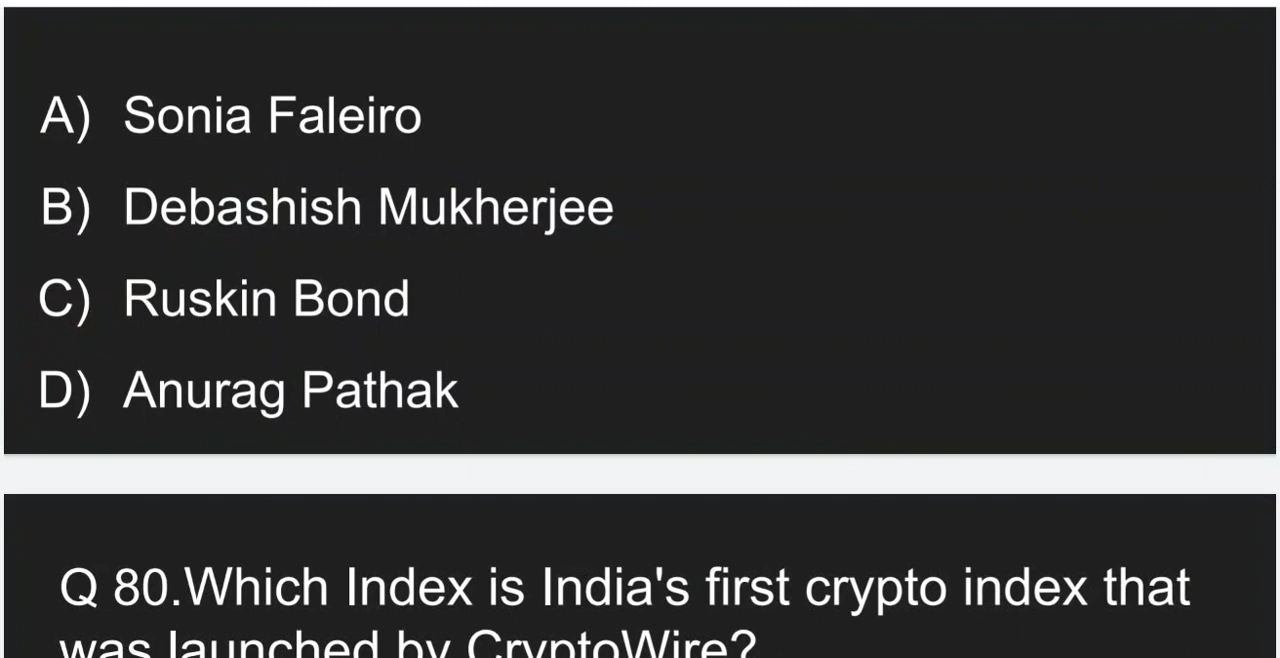 A) Sonia Faleiro
B) Debashish Mukherjee
C) Ruskin Bond
D) Anurag Pathak
Q 80.Which Index is India's first crypto index that
was launched by CryptoWire?